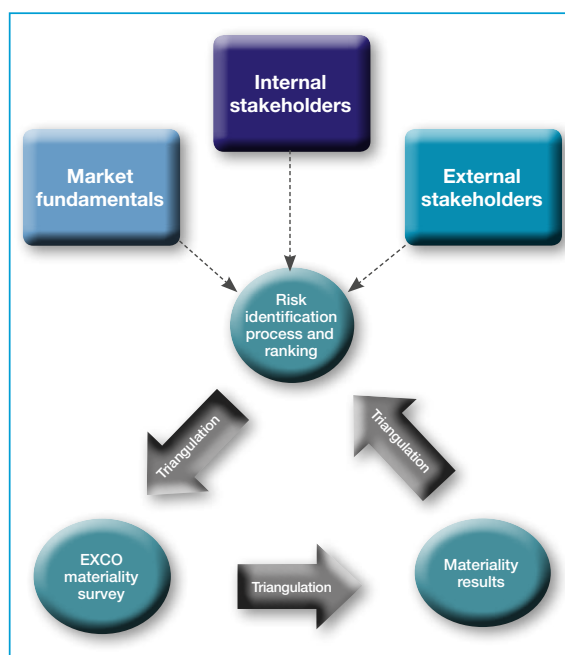 Internal
stakeholders
Market
fundamentals
External
stakeholders
Risk
identification
process and
ranking
Triangulation
Triangulation
EXCO
materiality
survey
Triangulation
Materiality
results